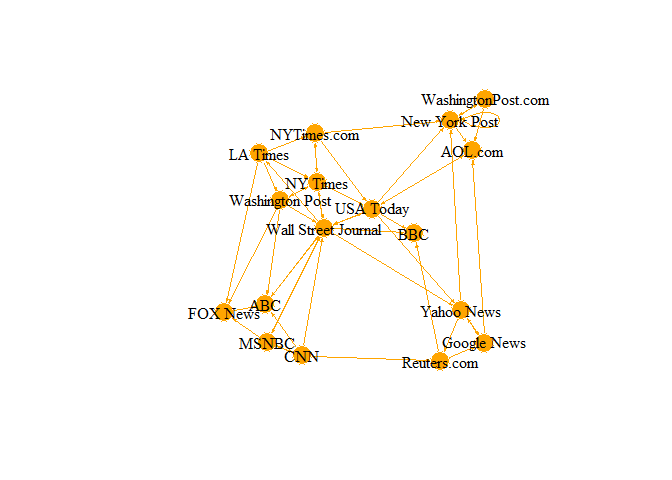 WashingtonPost.com
New York Post
NYTimes.com
AOL.com
LA Times
NY Times
Washington Post
USA Today
Wall Street Journal
BBC
ABC
FOX News
Yahoo News
MSNBC
Google News
CNN
Reuters.com